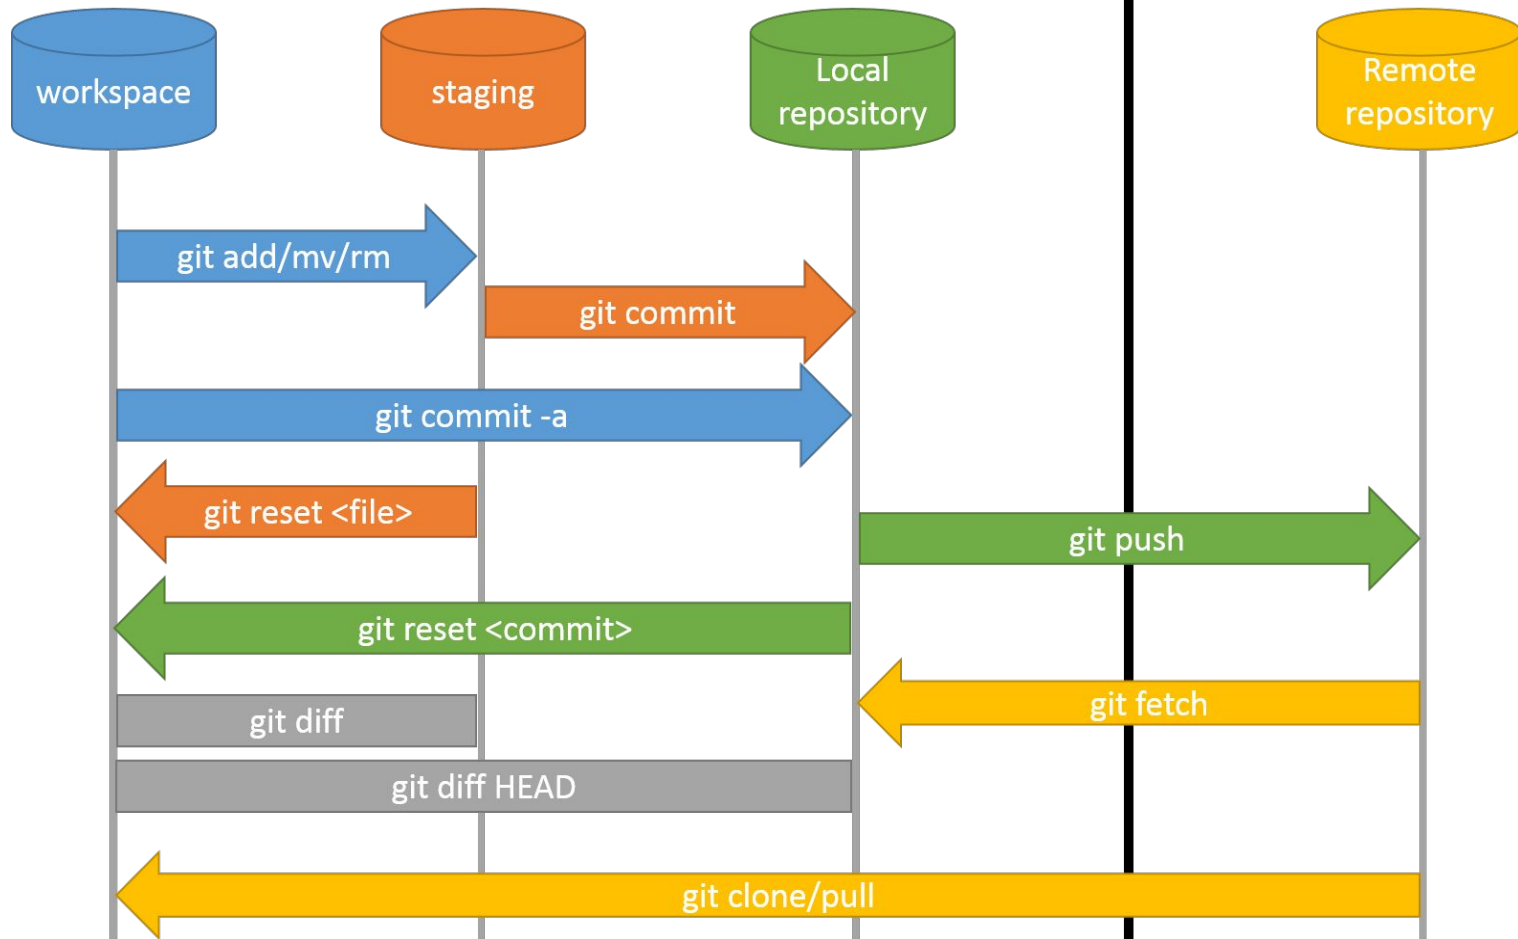 workspace
staging
Local
repository
Remote
repository
git add/mv/rm
git commit
git commit -a
git reset <file>
git push
git reset <commit>
git fetch
git diff
git diff HEAD
git clone/pull